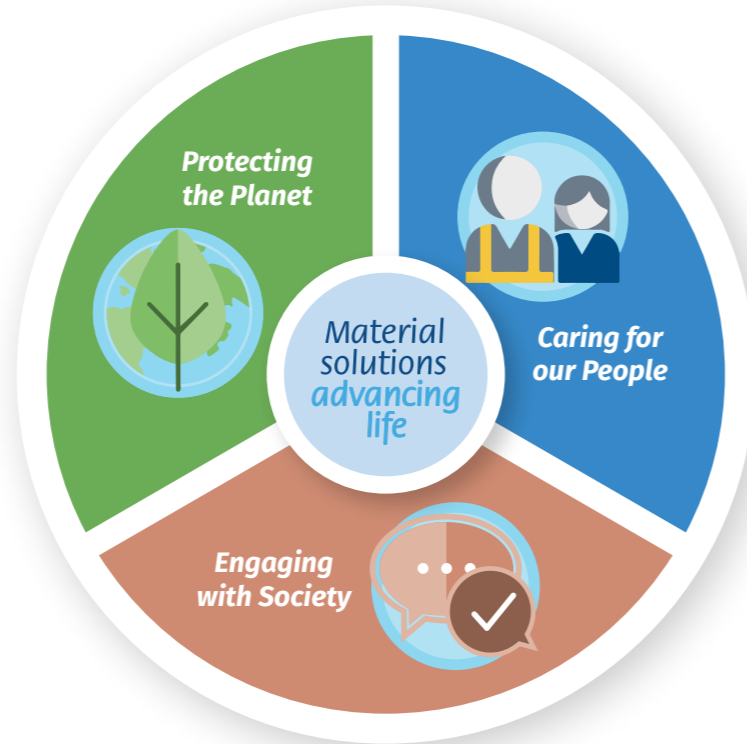 Protecting
the Planet
Caring for
our People
Material
solutions
advancing
life
Engaging
with Society